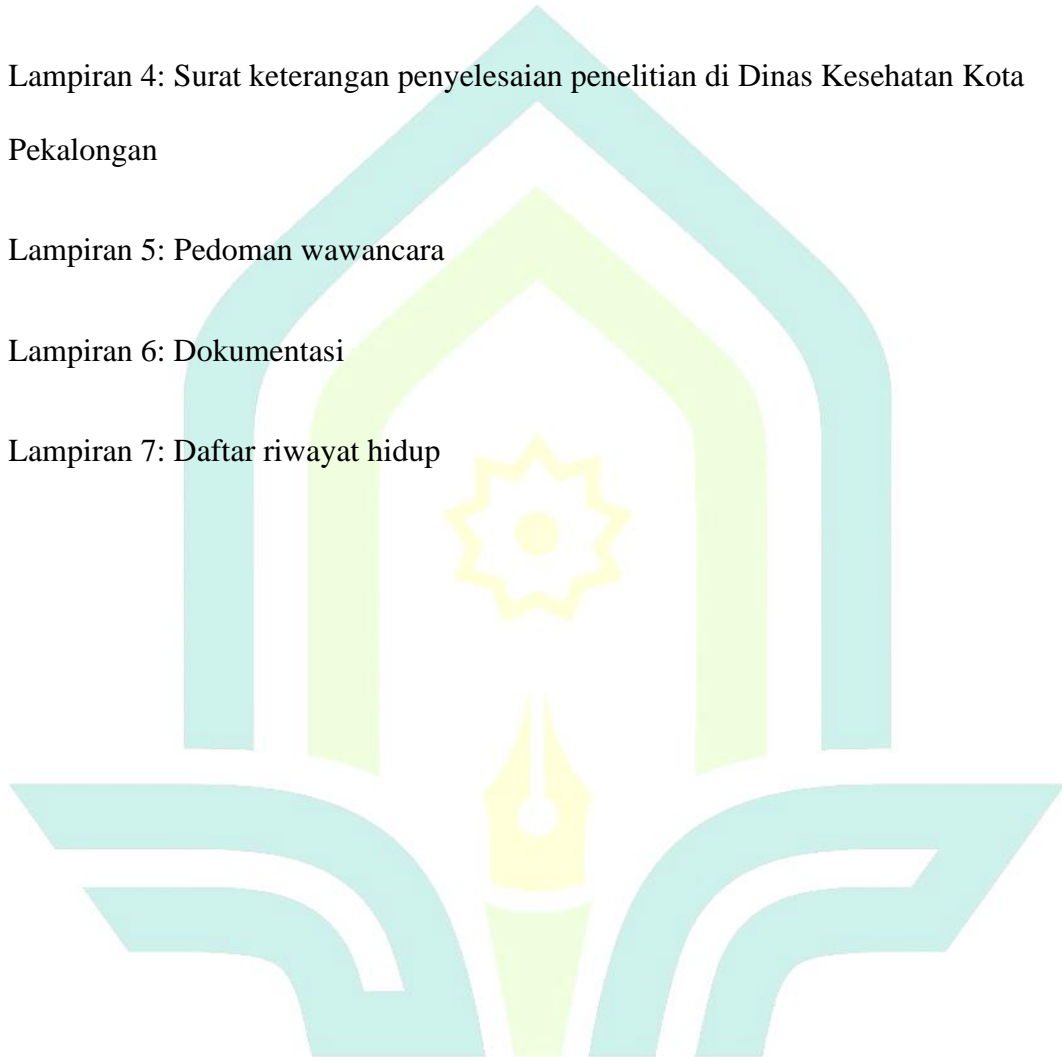 Lampiran 4: Surat keterangan penyelesaian penelitian di Dinas Kesehatan Kota
Pekalongan
Lampiran 5: Pedoman wawancara
Lampiran 6: Dokumentasi
Lampiran 7: Daftar riwayat hidup